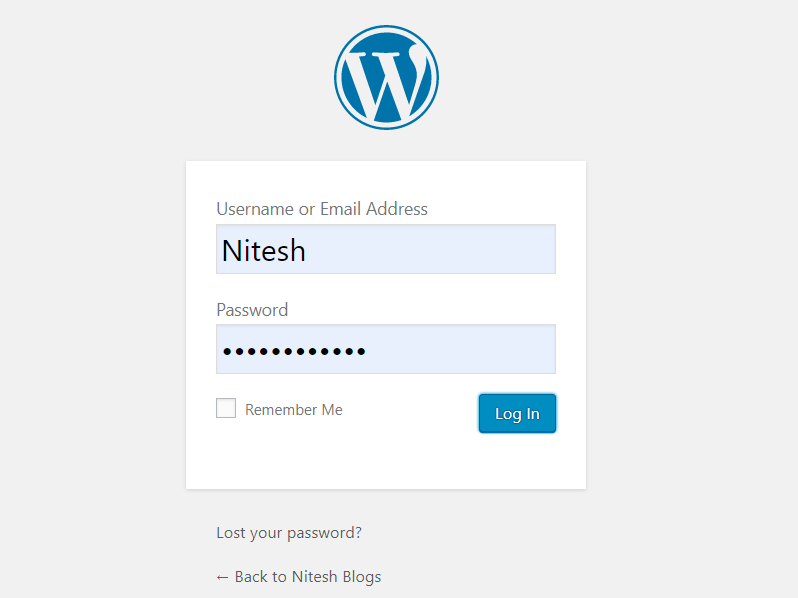 Username or Email Address
Nitesh
Password
••••••••••••
Remember Me
Log In
Lost your password?
← Back to Nitesh Blogs